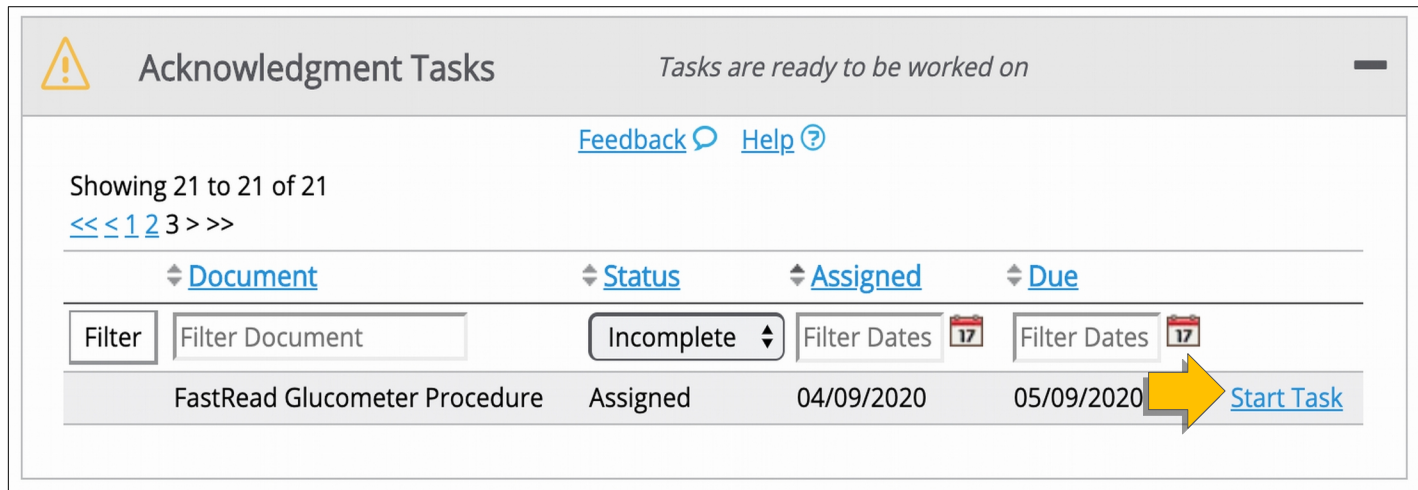 Acknowledgment Tasks Tasks are ready to be worked on
Feedback Help ?
Showing 21 to 21 of 21
<< < 1 2 3 > >>
Document Status Assigned Due
Filter Filter Document Incomplete Filter Dates 17 Filter Dates 17
FastRead Glucometer Procedure Assigned 04/09/2020 05/09/2020 Start Task